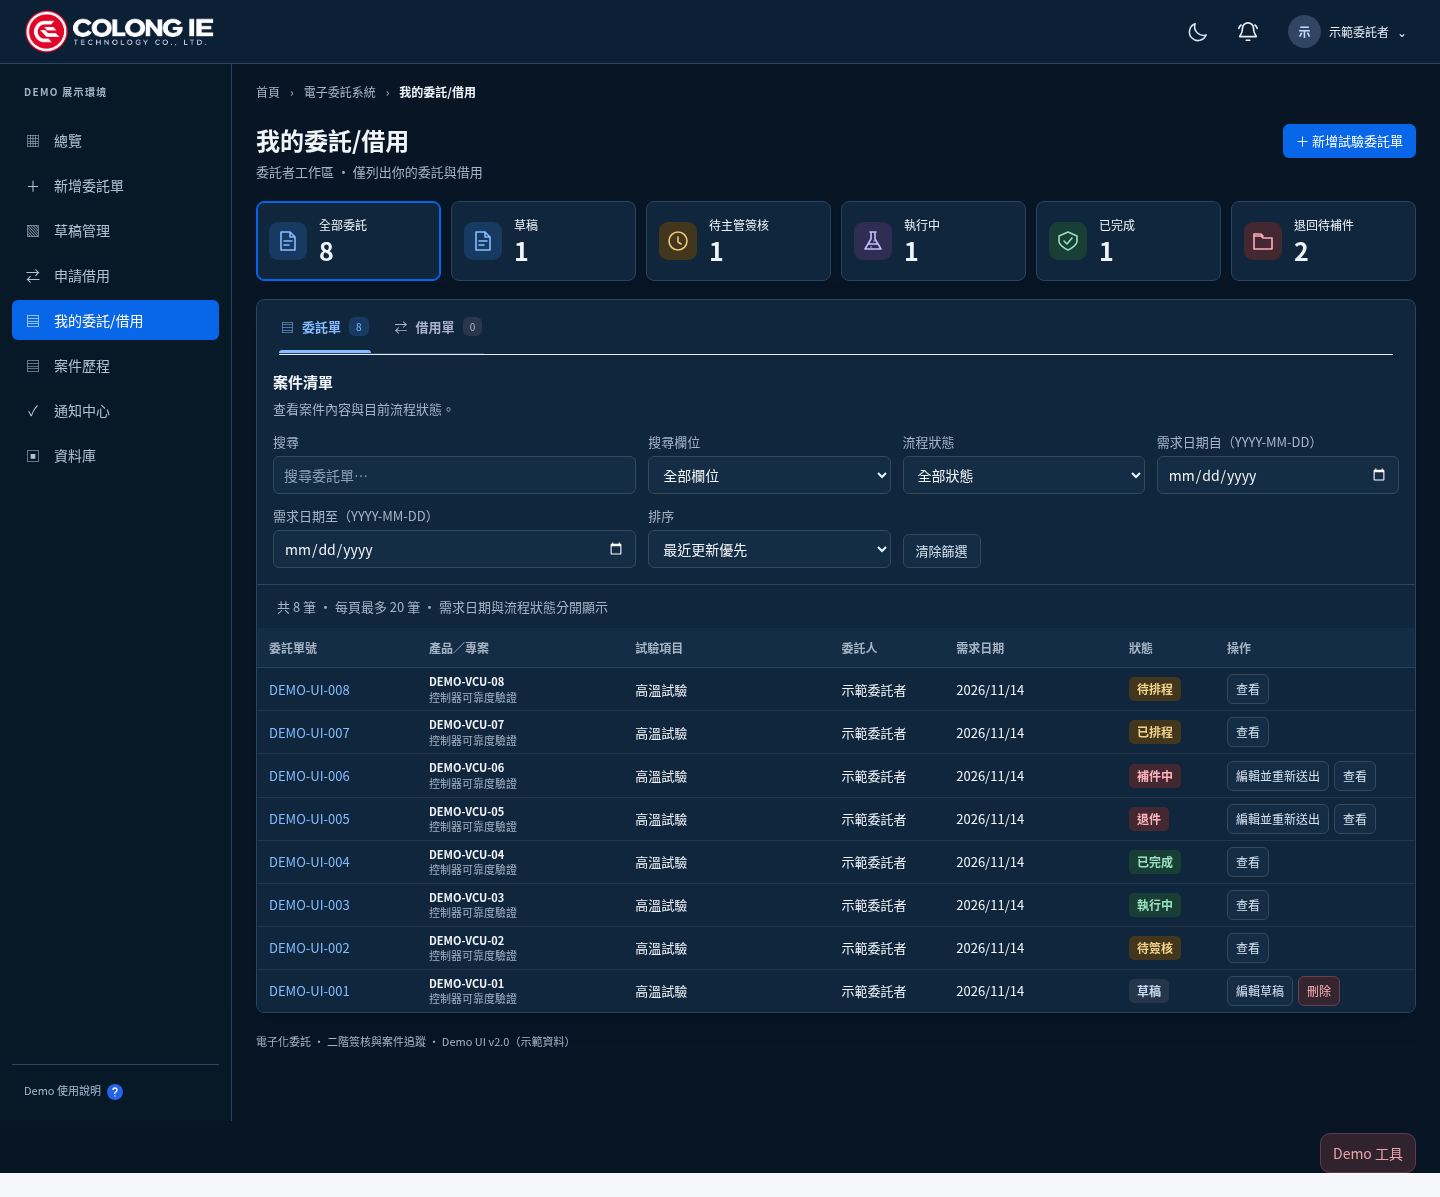 COLONG IE
TECHNOLOGY CO., LTD.
示 示範委託者
DEMO 展示環境
總覽
新增委託單
草稿管理
申請借用
我的委託/借用
案件歷程
通知中心
資料庫
Demo 使用說明 ?
首頁 › 電子委託系統 › 我的委託/借用
我的委託/借用
委託者工作區 • 僅列出你的委託與借用
＋ 新增試驗委託單
全部委託
8
草稿
1
待主管簽核
1
執行中
1
已完成
1
退回待補件
2
委託單 8 借用單 0
案件清單
查看案件內容與目前流程狀態。
搜尋 搜尋欄位 流程狀態 需求日期自（YYYY-MM-DD）
搜尋委託單… 全部欄位 全部狀態 mm/dd/yyyy
需求日期至（YYYY-MM-DD） 排序
mm/dd/yyyy 最近更新優先 清除篩選
共 8 筆 • 每頁最多 20 筆 • 需求日期與流程狀態分開顯示
委託單號 產品／專案 試驗項目 委託人 需求日期 狀態 操作
DEMO-UI-008 DEMO-VCU-08 控制器可靠度驗證 高溫試驗 示範委託者 2026/11/14 待排程 查看
DEMO-UI-007 DEMO-VCU-07 控制器可靠度驗證 高溫試驗 示範委託者 2026/11/14 已排程 查看
DEMO-UI-006 DEMO-VCU-06 控制器可靠度驗證 高溫試驗 示範委託者 2026/11/14 補件中 編輯並重新送出 查看
DEMO-UI-005 DEMO-VCU-05 控制器可靠度驗證 高溫試驗 示範委託者 2026/11/14 退件 編輯並重新送出 查看
DEMO-UI-004 DEMO-VCU-04 控制器可靠度驗證 高溫試驗 示範委託者 2026/11/14 已完成 查看
DEMO-UI-003 DEMO-VCU-03 控制器可靠度驗證 高溫試驗 示範委託者 2026/11/14 執行中 查看
DEMO-UI-002 DEMO-VCU-02 控制器可靠度驗證 高溫試驗 示範委託者 2026/11/14 待簽核 查看
DEMO-UI-001 DEMO-VCU-01 控制器可靠度驗證 高溫試驗 示範委託者 2026/11/14 草稿 編輯草稿 刪除
電子化委託 • 二階簽核與案件追蹤 • Demo UI v2.0（示範資料）
Demo 工具